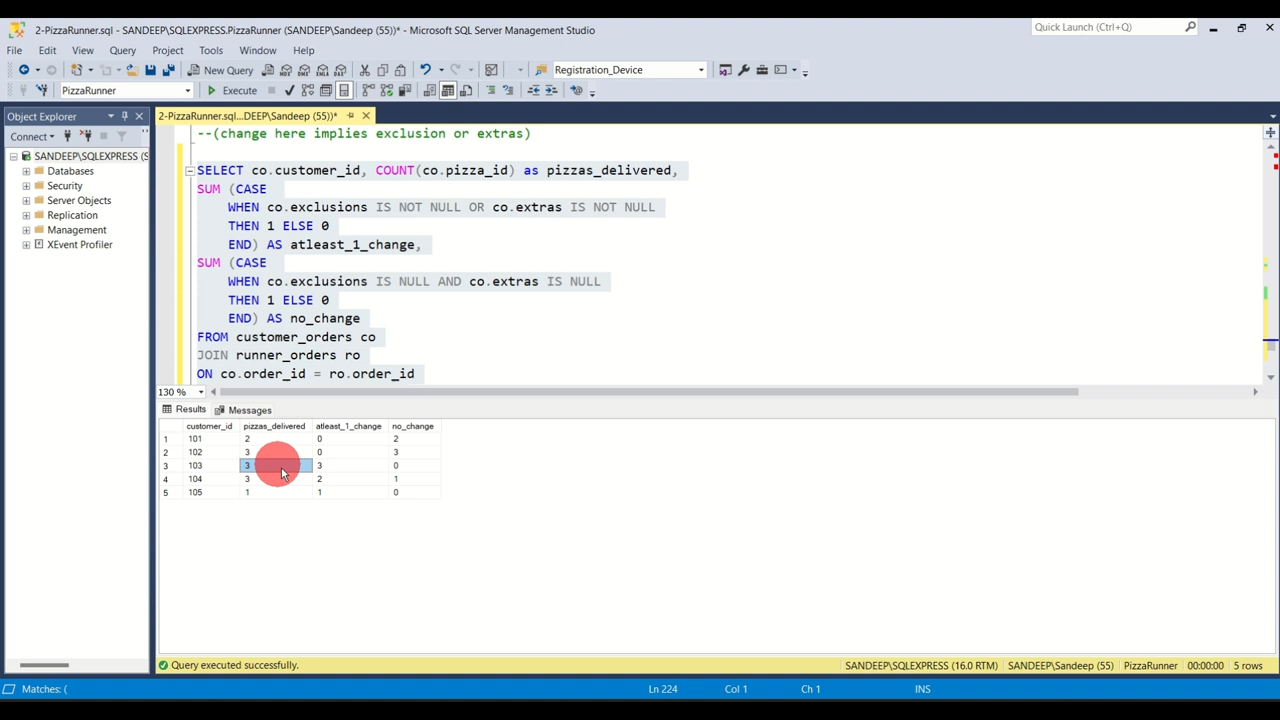 2-PizzaRunner.sql - SANDEEP\SQLEXPRESS.PizzaRunner (SANDEEP\Sandeep (55))* - Microsoft SQL Server Management Studio
Quick Launch (Ctrl+Q)
File Edit View Query Project Tools Window Help
New Query MDX DMX XMLA DAX Registration_Device
PizzaRunner Execute
Object Explorer
2-PizzaRunner.sql...DEEP\Sandeep (55))*
Connect
SANDEEP\SQLEXPRESS (S
Databases
Security
Server Objects
Replication
Management
XEvent Profiler
--(change here implies exclusion or extras)
SELECT co.customer_id, COUNT(co.pizza_id) as pizzas_delivered,
SUM (CASE
WHEN co.exclusions IS NOT NULL OR co.extras IS NOT NULL
THEN 1 ELSE 0
END) AS atleast_1_change,
SUM (CASE
WHEN co.exclusions IS NULL AND co.extras IS NULL
THEN 1 ELSE 0
END) AS no_change
FROM customer_orders co
JOIN runner_orders ro
ON co.order_id = ro.order_id
130 %
Results Messages
customer_id pizzas_delivered atleast_1_change no_change
1 101 2 0 2
2 102 3 0 3
3 103 3 3 0
4 104 3 2 1
5 105 1 1 0
Query executed successfully.
SANDEEP\SQLEXPRESS (16.0 RTM) SANDEEP\Sandeep (55) PizzaRunner 00:00:00 5 rows
Matches: ( Ln 224 Col 1 Ch 1 INS